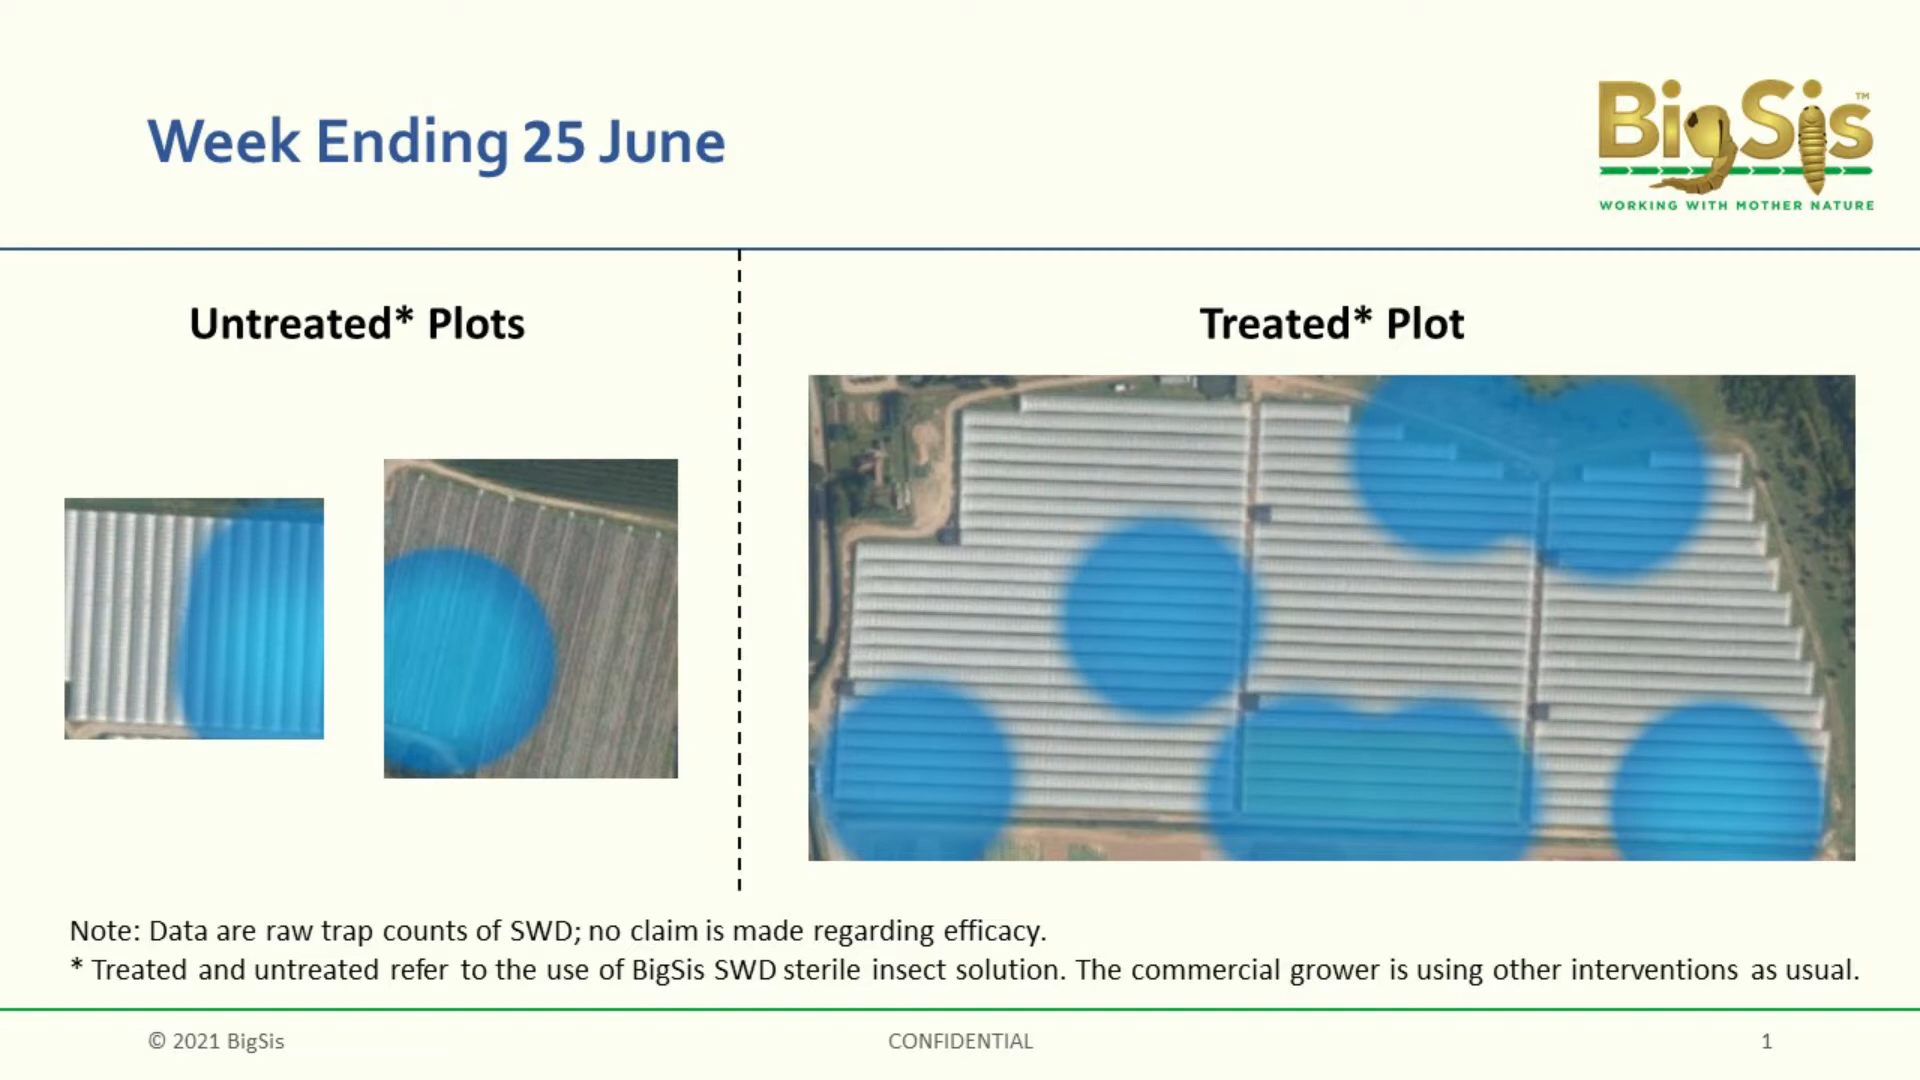 Week Ending 25 June
BigSis™
WORKING WITH MOTHER NATURE
Untreated* Plots
Treated* Plot
Note: Data are raw trap counts of SWD; no claim is made regarding efficacy.
* Treated and untreated refer to the use of BigSis SWD sterile insect solution. The commercial grower is using other interventions as usual.
© 2021 BigSis
CONFIDENTIAL
1